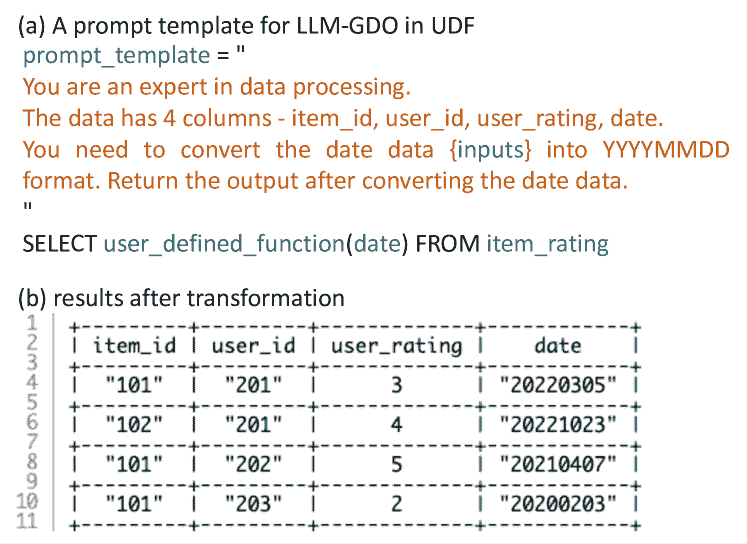 (a) A prompt template for LLM-GDO in UDF
prompt_template = "
You are an expert in data processing.
The data has 4 columns - item_id, user_id, user_rating, date.
You need to convert the date data {inputs} into YYYYMMDD
format. Return the output after converting the date data.
"
SELECT user_defined_function(date) FROM item_rating
(b) results after transformation
1 +---------+---------+-------------+------------+
2 | item_id | user_id | user_rating | date |
3 +---------+---------+-------------+------------+
4 | "101" | "201" | 3 | "20220305" |
5 +---------+---------+-------------+------------+
6 | "102" | "201" | 4 | "20221023" |
7 +---------+---------+-------------+------------+
8 | "101" | "202" | 5 | "20210407" |
9 +---------+---------+-------------+------------+
10 | "101" | "203" | 2 | "20200203" |
11 +---------+---------+-------------+------------+